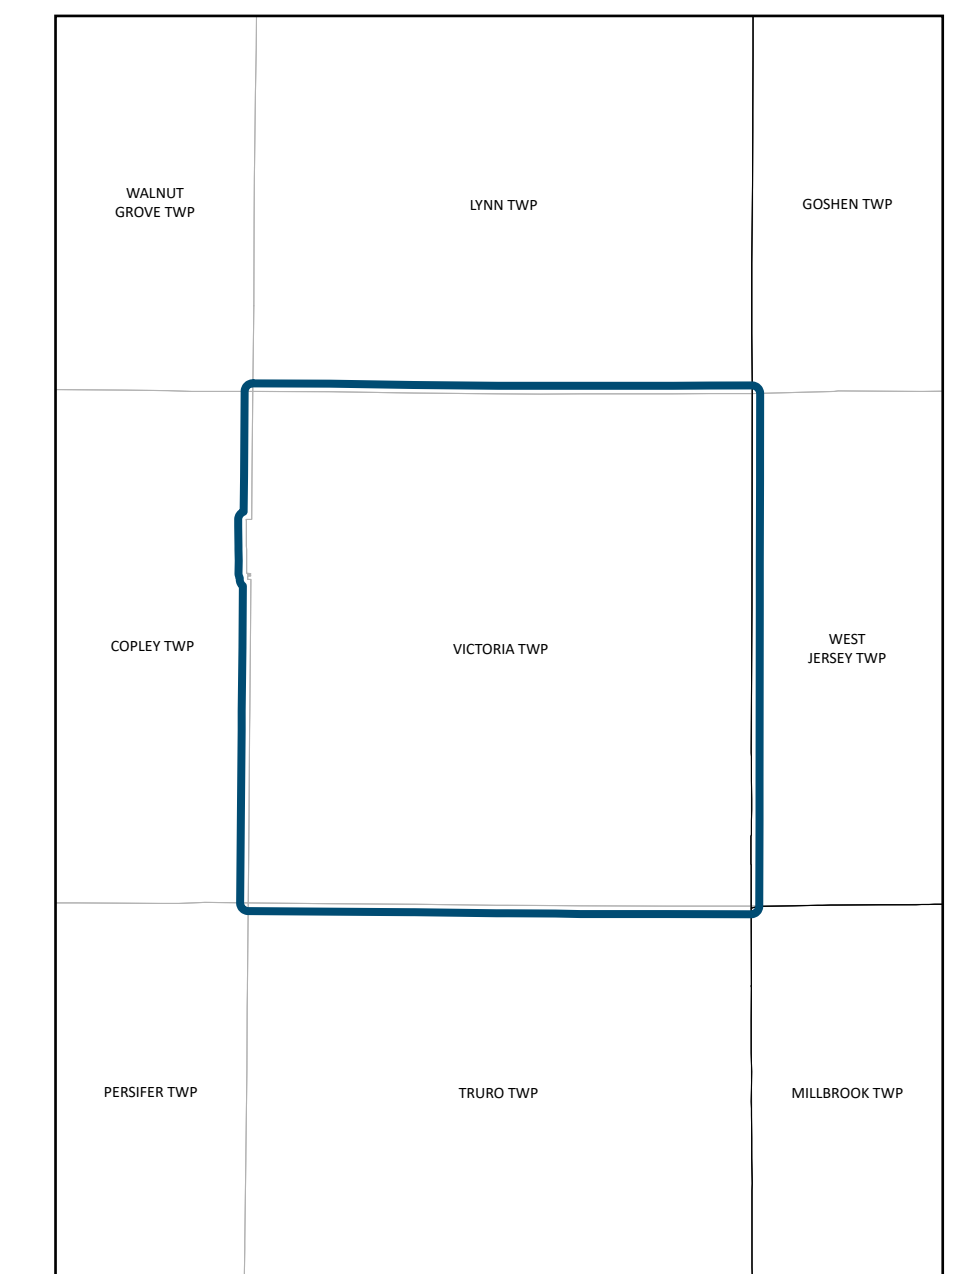 WALNUT
GROVE TWP
LYNN TWP
GOSHEN TWP
COPLEY TWP
VICTORIA TWP
WEST
JERSEY TWP
PERSIFER TWP
TRURO TWP
MILLBROOK TWP